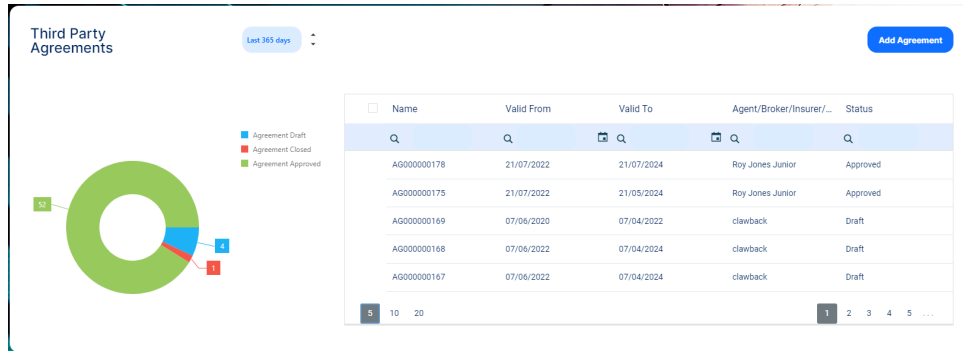 Third Party
Agreements
Last 365 days
Add Agreement
Agreement Draft
Agreement Closed
Agreement Approved
52
4
1
Name Valid From Valid To Agent/Broker/Insurer/... Status
AG000000178 21/07/2022 21/07/2024 Roy Jones Junior Approved
AG000000175 21/07/2022 21/05/2024 Roy Jones Junior Approved
AG000000169 07/06/2020 07/04/2022 clawback Draft
AG000000168 07/06/2022 07/04/2024 clawback Draft
AG000000167 07/06/2022 07/04/2024 clawback Draft
5 10 20 1 2 3 4 5 ...